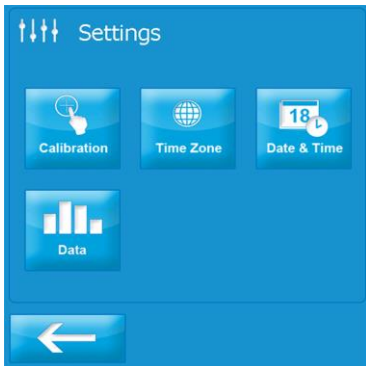 Settings
Calibration
Time Zone
18
Date & Time
Data